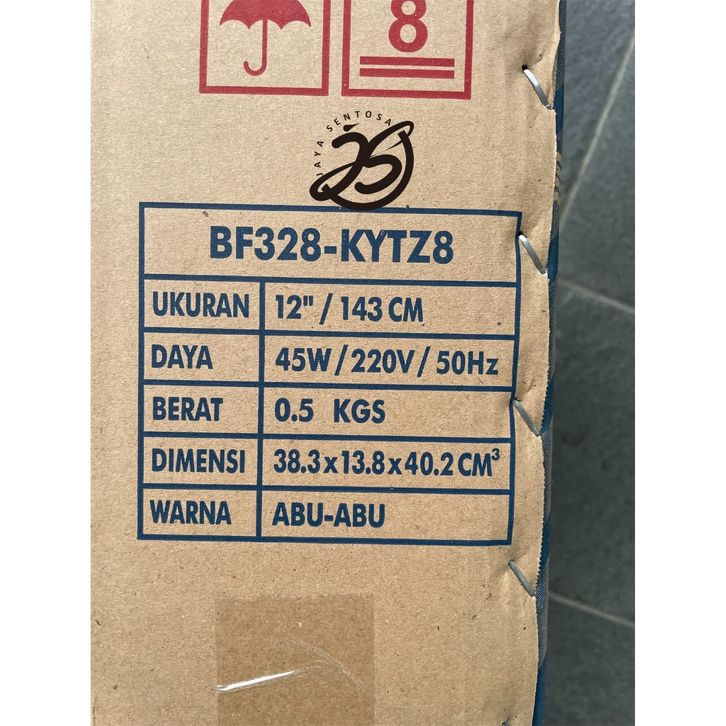 8
JAYA SENTOSA
JS
BF328-KYTZ8
UKURAN 12" / 143 CM
DAYA 45W / 220V / 50Hz
BERAT 0.5 KGS
DIMENSI 38.3 x 13.8 x 40.2 CM³
WARNA ABU-ABU